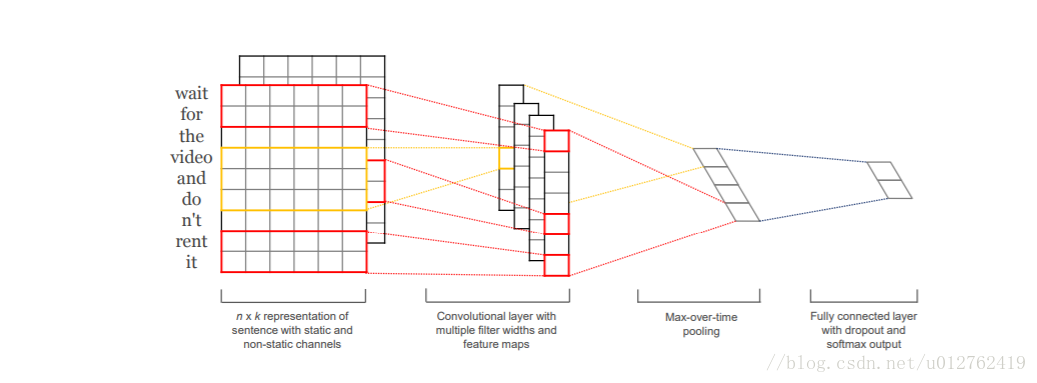 wait
for
the
video
and
do
n't
rent
it
n x k representation of
sentence with static and
non-static channels
Convolutional layer with
multiple filter widths and
feature maps
Max-over-time
pooling
Fully connected layer
with dropout and
softmax output
//blog.csdn.net/u012762419